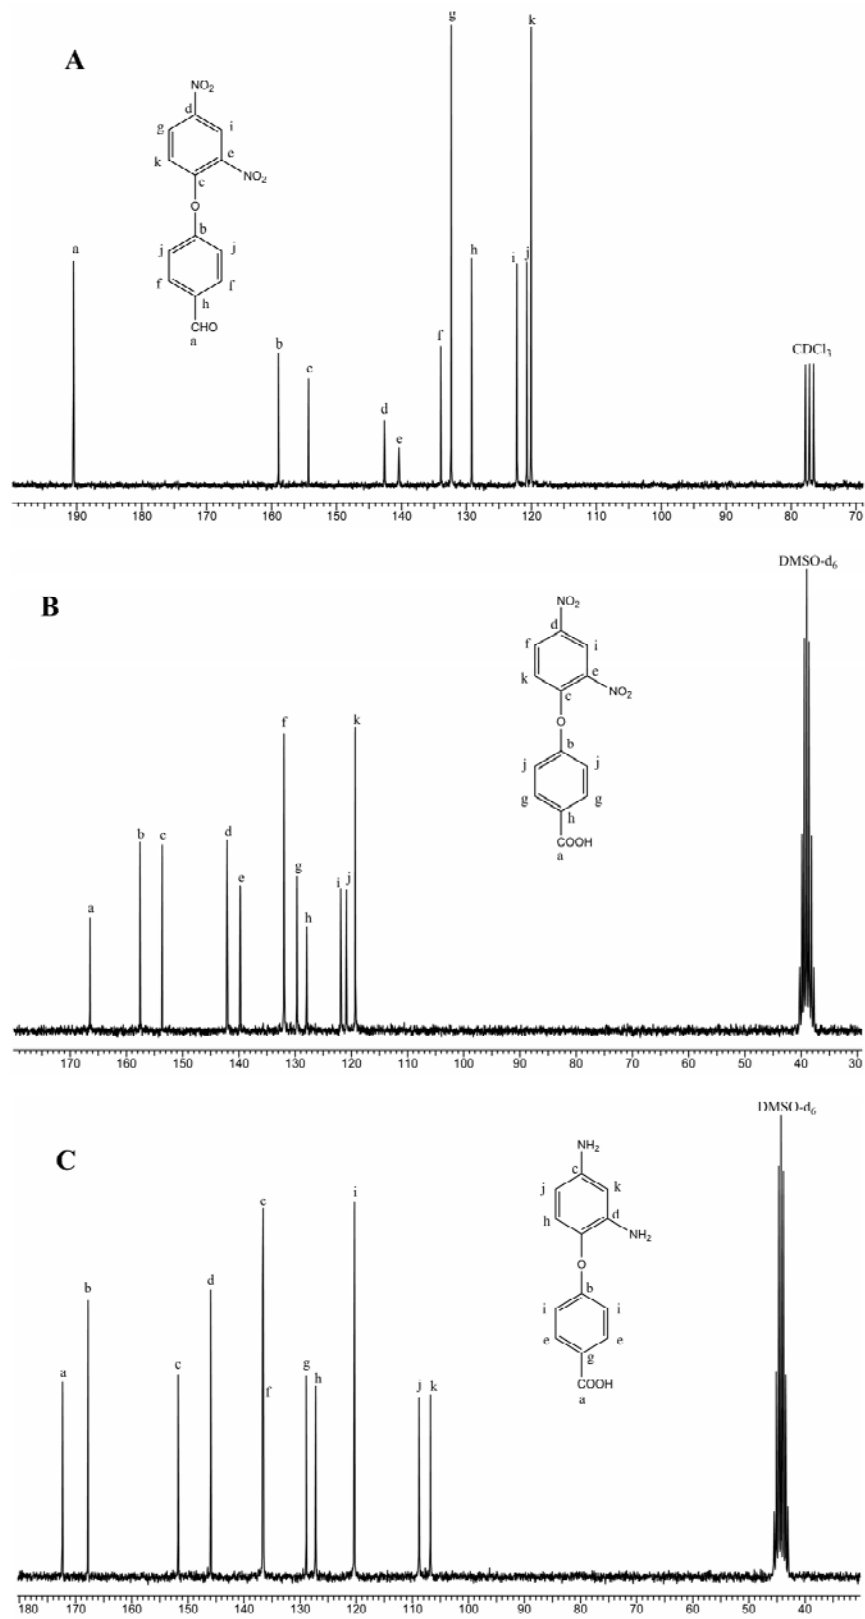 A
NO₂
d
g
i
k
e
c
NO₂
O
b
j
j
f
f
h
CHO
a
a
b
c
d
e
f
g
h
i
j
k
CDCl₃
190 180 170 160 150 140 130 120 110 100 90 80 70
B
NO₂
d
f
i
k
e
c
NO₂
O
b
j
j
g
g
h
COOH
a
a
b
c
d
e
f
g
h
i
j
k
DMSO-d₆
170 160 150 140 130 120 110 100 90 80 70 60 50 40 30
C
NH₂
c
j
k
h
d
NH₂
O
b
i
i
e
e
g
COOH
a
a
b
c
d
c
f
g
h
i
j
k
DMSO-d₆
180 170 160 150 140 130 120 110 100 90 80 70 60 50 40